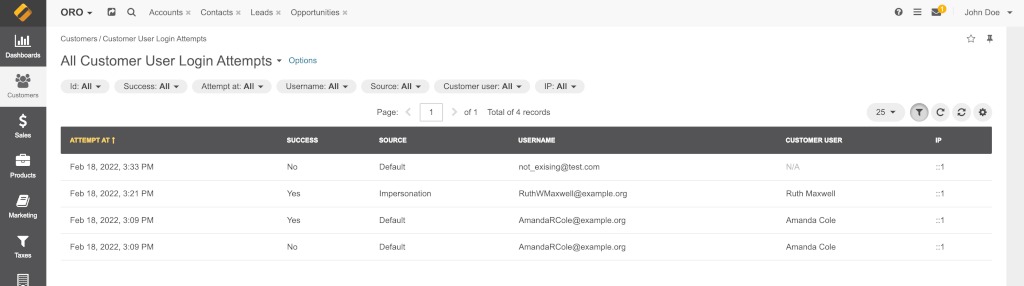 ORO
Accounts × Contacts × Leads × Opportunities ×
1
John Doe
Dashboards
Customers
Sales
Products
Marketing
Taxes
Customers / Customer User Login Attempts
All Customer User Login Attempts Options
Id: All Success: All Attempt at: All Username: All Source: All Customer user: All IP: All
Page: 1 of 1 Total of 4 records 25
ATTEMPT AT SUCCESS SOURCE USERNAME CUSTOMER USER IP
Feb 18, 2022, 3:33 PM No Default not_exising@test.com N/A ::1
Feb 18, 2022, 3:21 PM Yes Impersonation RuthWMaxwell@example.org Ruth Maxwell ::1
Feb 18, 2022, 3:09 PM Yes Default AmandaRCole@example.org Amanda Cole ::1
Feb 18, 2022, 3:09 PM No Default AmandaRCole@example.org Amanda Cole ::1